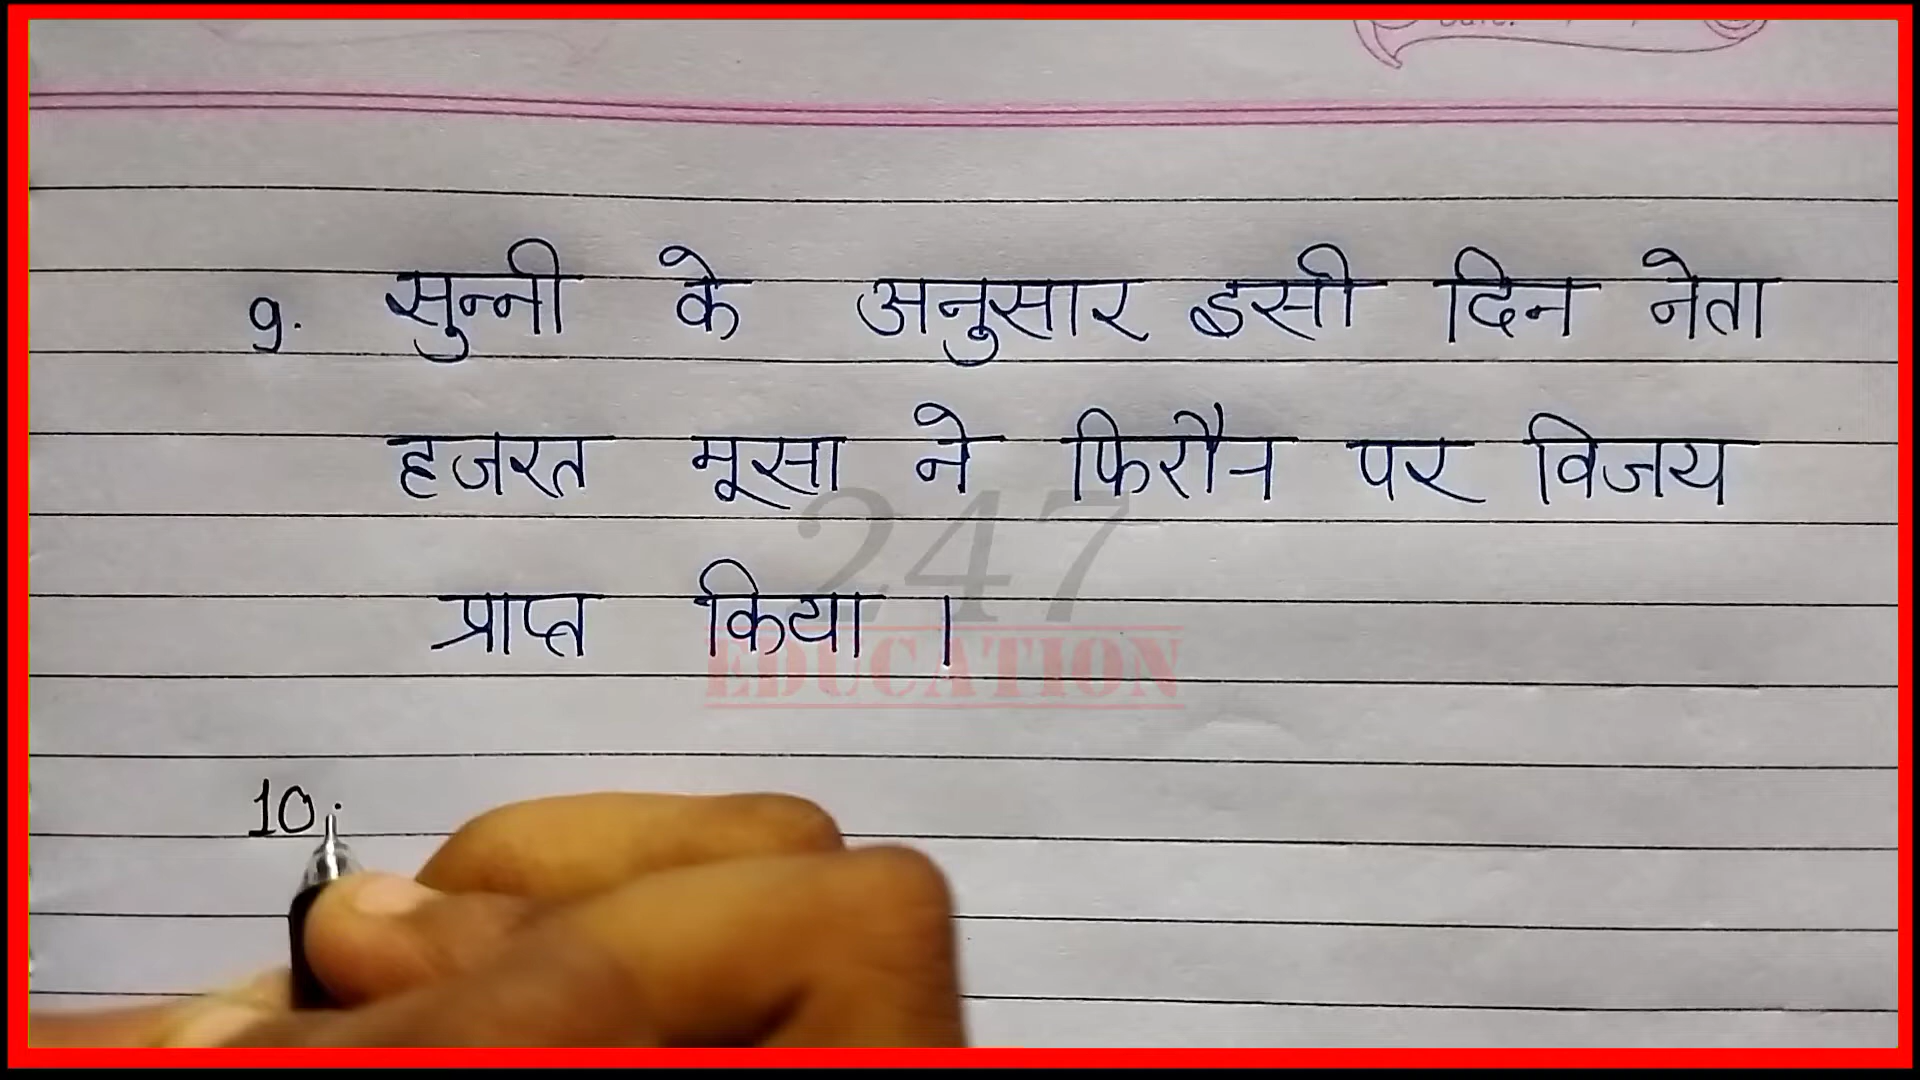 9. सुन्नी के अनुसार इसी दिन नेता
हजरत मूसा ने फिरौन पर विजय
प्राप्त किया ।
247
EDUCATION
10.